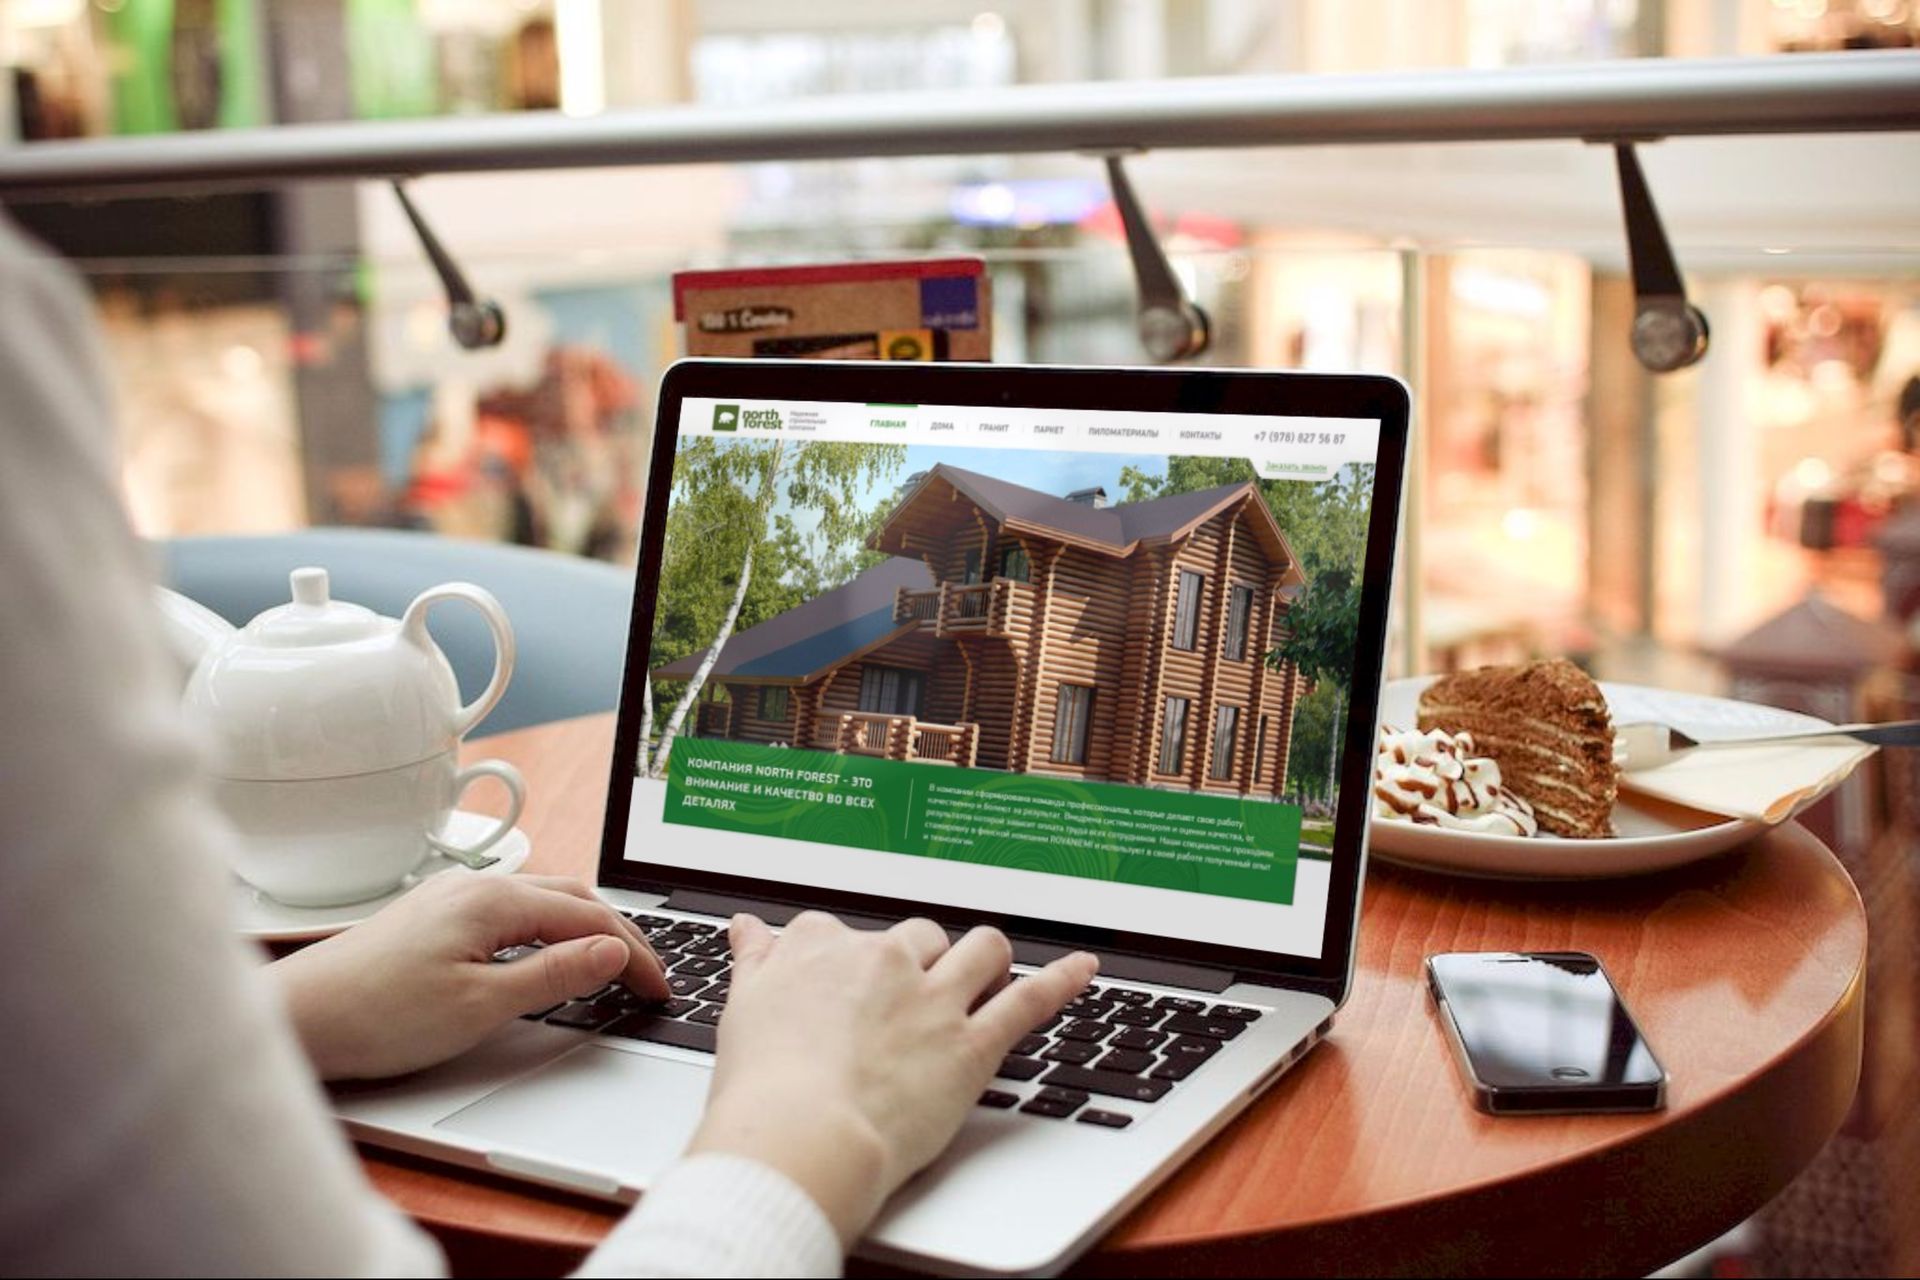 100 % C
north
forest
Надежная
строительная
компания
ГЛАВНАЯ
ДОМА
ГРАНИТ
ПАРКЕТ
ПИЛОМАТЕРИАЛЫ
КОНТАКТЫ
+7 (978) 827 56 87
Заказать звонок
КОМПАНИЯ NORTH FOREST - ЭТО
ВНИМАНИЕ И КАЧЕСТВО ВО ВСЕХ
ДЕТАЛЯХ
В компании сформирована команда профессионалов, которые делают свою работу
качественно и болеют за результат. Внедрена система контроля и оценки качества, от
результатов которой зависит оплата труда всех сотрудников. Наши специалисты проходили
стажировку в финской компании ROVANIEMI и используют в своей работе полученный опыт
и технологии.